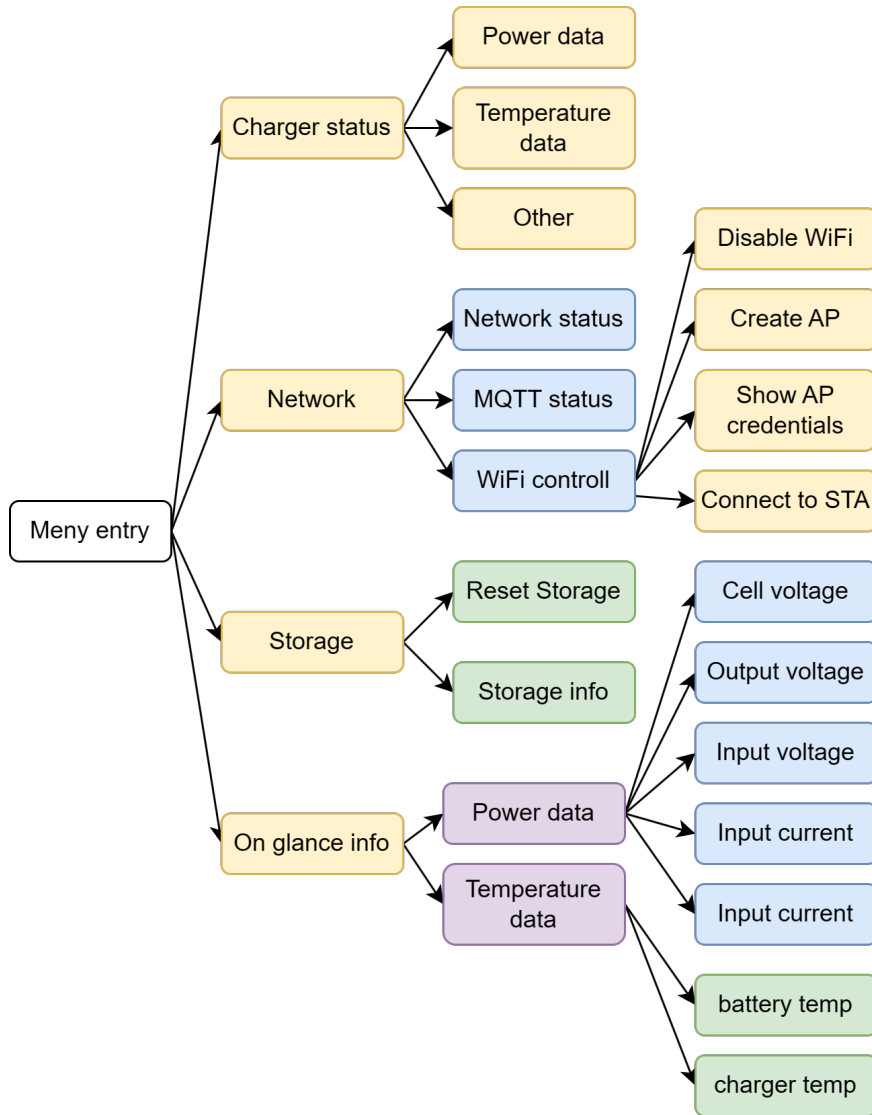 Power data
Charger status
Temperature
data
Other
Disable WiFi
Network status
Create AP
Network
MQTT status
Show AP
credentials
WiFi controll
Connect to STA
Meny entry
Reset Storage
Cell voltage
Storage
Storage info
Output voltage
Input voltage
Power data
Input current
On glance info
Temperature
data
Input current
battery temp
charger temp